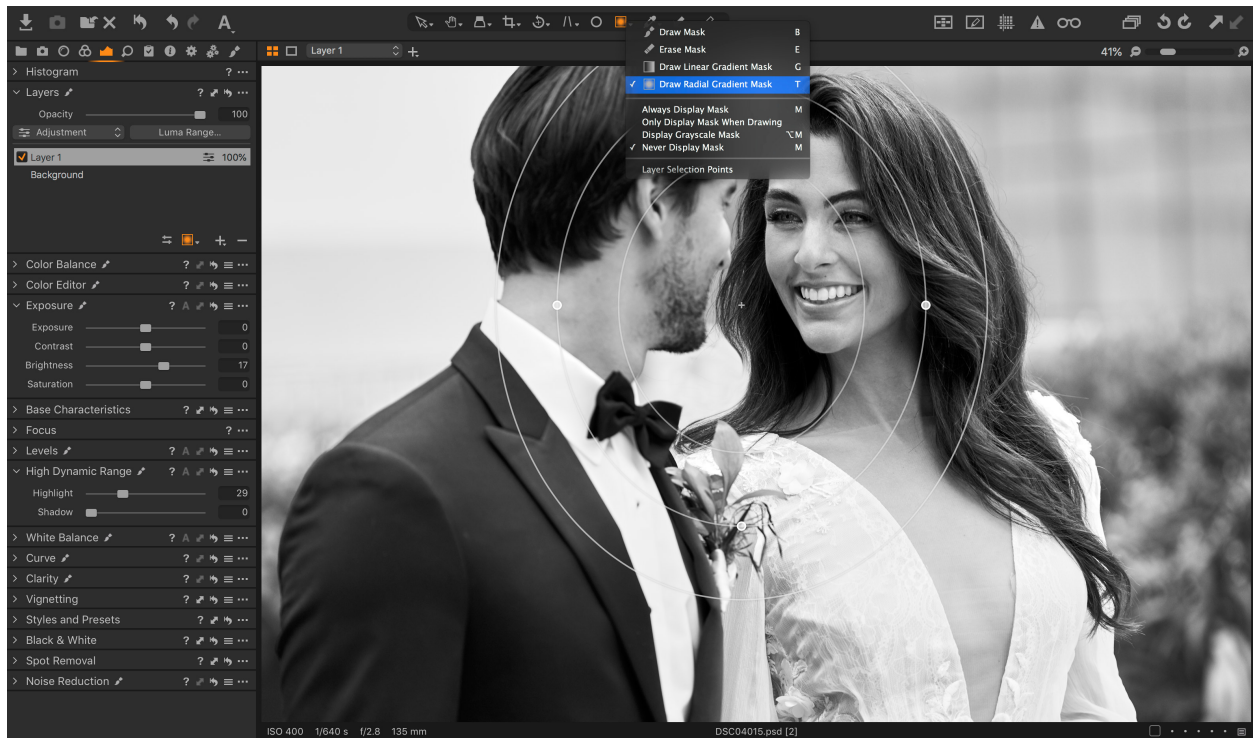 A
Layer 1
41%
Draw Mask B
Erase Mask E
Draw Linear Gradient Mask G
✓ Draw Radial Gradient Mask T
Always Display Mask M
Only Display Mask When Drawing
Display Grayscale Mask ⌥M
✓ Never Display Mask M
Layer Selection Points
Histogram ? ...
Layers ? ...
Opacity 100
Adjustment Luma Range...
Layer 1 100%
Background
Color Balance ? ...
Color Editor ? ...
Exposure ? A ...
Exposure 0
Contrast 0
Brightness 17
Saturation 0
Base Characteristics ? ...
Focus ? ...
Levels ? A ...
High Dynamic Range ? A ...
Highlight 29
Shadow 0
White Balance ? A ...
Curve ? ...
Clarity ? ...
Vignetting ? ...
Styles and Presets ? ...
Black & White ? ...
Spot Removal ? ...
Noise Reduction ? ...
ISO 400 1/640 s f/2.8 135 mm
DSC04015.psd [2]